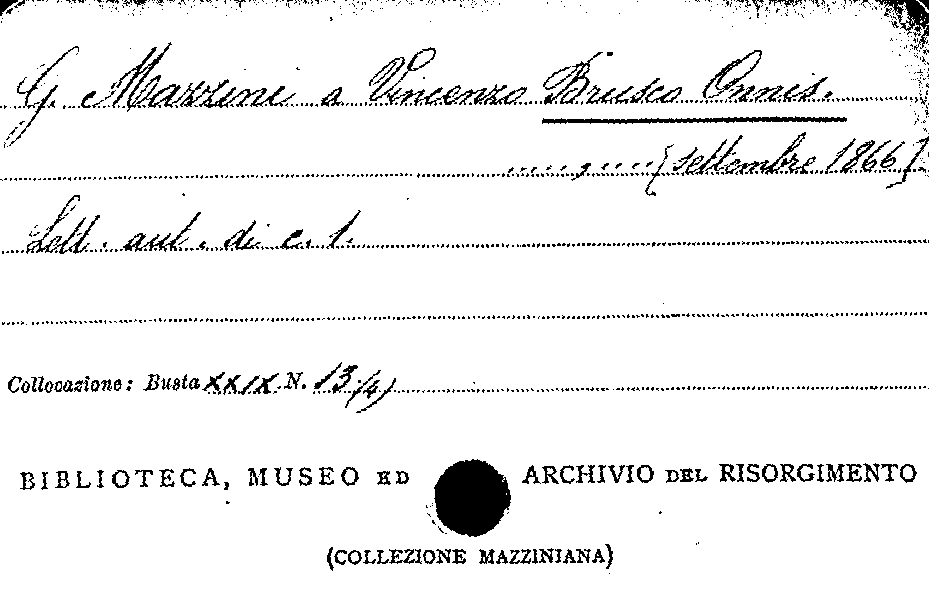 G. Mazzini a Vincenzo Brusco Onnis.
....., ..... [settembre 1866]
Lett. aut. di c. 1.
Collocazione: Busta XXIX N. 13 (4)
BIBLIOTECA, MUSEO ED ARCHIVIO DEL RISORGIMENTO
(COLLEZIONE MAZZINIANA)